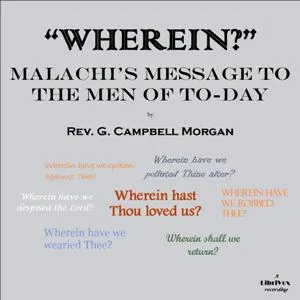 “WHEREIN?”
MALACHI’S MESSAGE TO
THE MEN OF TO-DAY
by
REV. G. CAMPBELL MORGAN
Wherein have we spoken
against Thee?
Wherein have we
polluted Thine alter?
Wherein have we
despised the Lord?
Wherein hast
Thou loved us?
WHEREIN HAVE
WE ROBBED
THEE?
Wherein have we
wearied Thee?
Wherein shall we
return?
A
LibriVox
recording